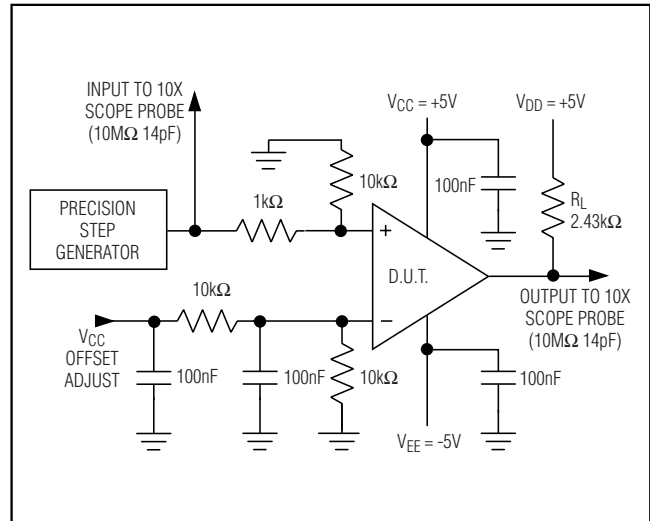 INPUT TO 10X
SCOPE PROBE
(10MΩ 14pF)
V_CC = +5V
V_DD = +5V
10kΩ
100nF
R_L
2.43kΩ
1kΩ
PRECISION
STEP
GENERATOR
+
D.U.T.
10kΩ
−
V_CC
OFFSET
ADJUST
OUTPUT TO 10X
SCOPE PROBE
(10MΩ 14pF)
100nF
100nF
10kΩ
100nF
V_EE = -5V